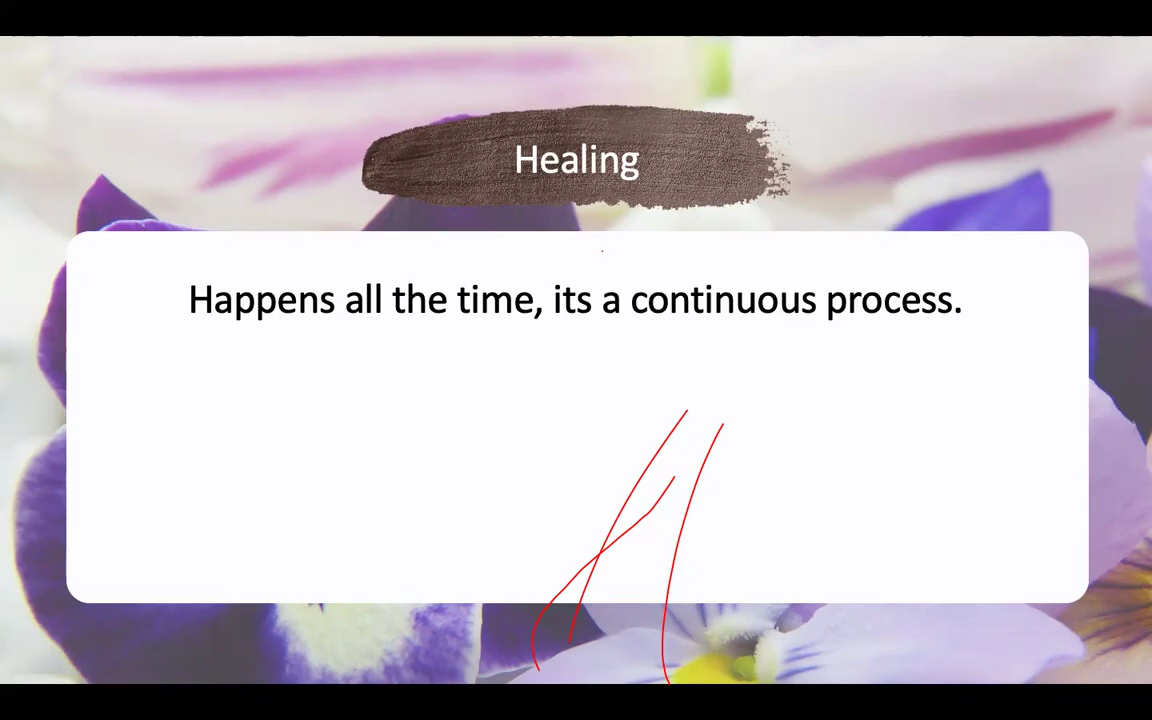 Healing
Happens all the time, its a continuous process.